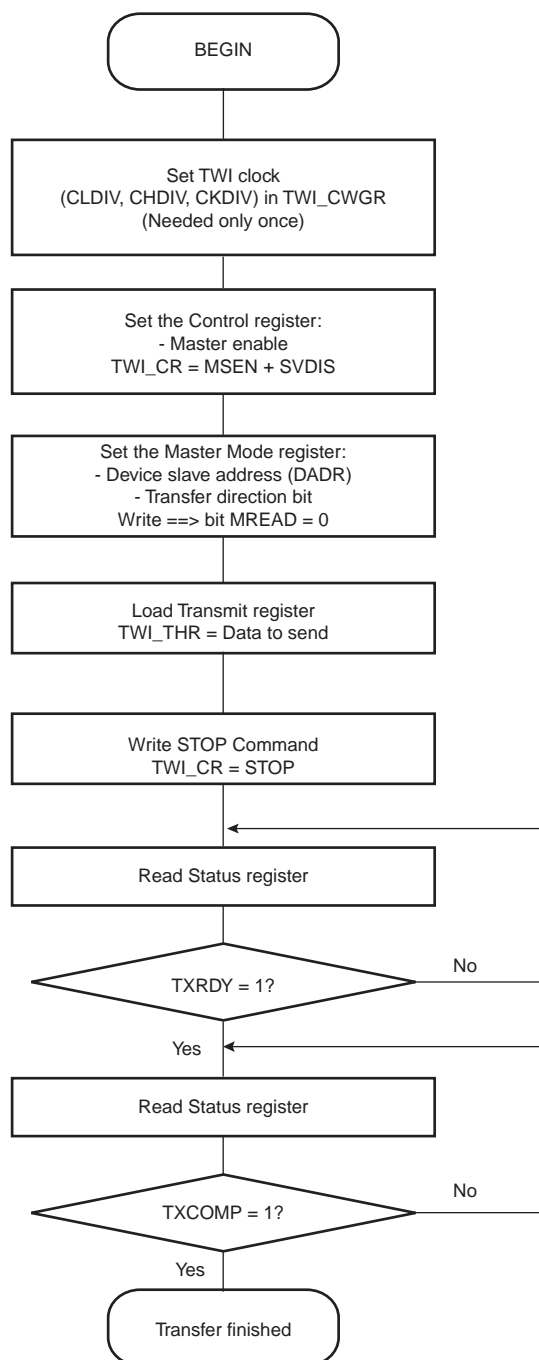 BEGIN
Set TWI clock
(CLDIV, CHDIV, CKDIV) in TWI_CWGR
(Needed only once)
Set the Control register:
- Master enable
TWI_CR = MSEN + SVDIS
Set the Master Mode register:
- Device slave address (DADR)
- Transfer direction bit
Write ==> bit MREAD = 0
Load Transmit register
TWI_THR = Data to send
Write STOP Command
TWI_CR = STOP
Read Status register
No
TXRDY = 1?
Yes
Read Status register
No
TXCOMP = 1?
Yes
Transfer finished